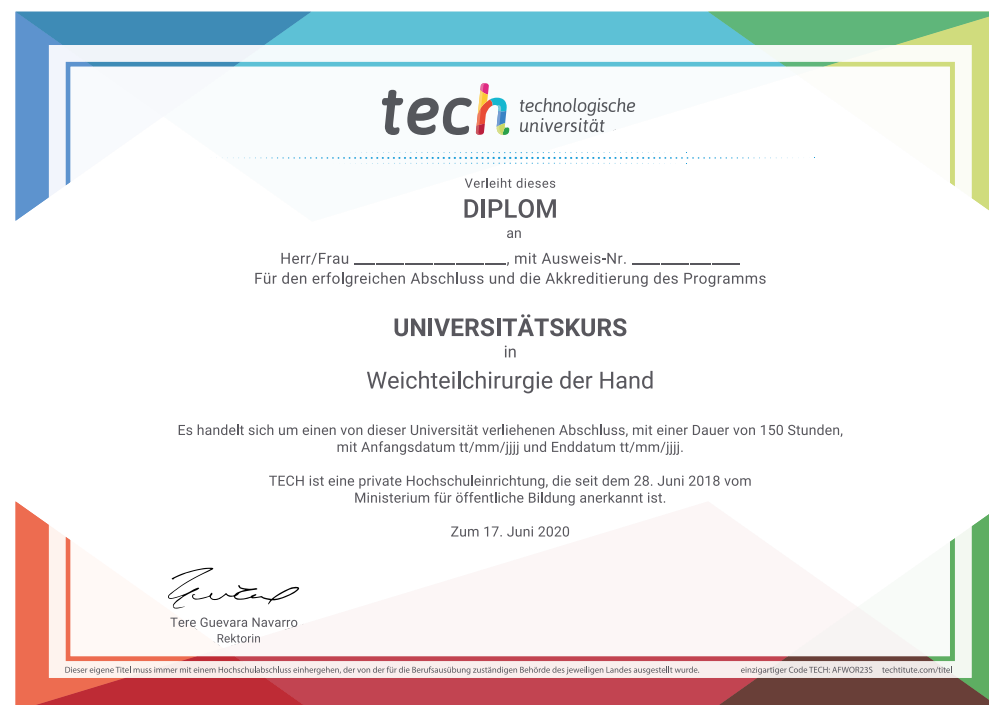 tech technologische
universität
Verleiht dieses
DIPLOM
an
Herr/Frau ________________, mit Ausweis-Nr. ____________
Für den erfolgreichen Abschluss und die Akkreditierung des Programms
UNIVERSITÄTSKURS
in
Weichteilchirurgie der Hand
Es handelt sich um einen von dieser Universität verliehenen Abschluss, mit einer Dauer von 150 Stunden,
mit Anfangsdatum tt/mm/jjjj und Enddatum tt/mm/jjjj.
TECH ist eine private Hochschuleinrichtung, die seit dem 28. Juni 2018 vom
Ministerium für öffentliche Bildung anerkannt ist.
Zum 17. Juni 2020
Tere Guevara Navarro
Rektorin
Dieser eigene Titel muss immer mit einem Hochschulabschluss einhergehen, der von der für die Berufsausübung zuständigen Behörde des jeweiligen Landes ausgestellt wurde. einzigartiger Code TECH: AFWOR23S techtitute.com/titel